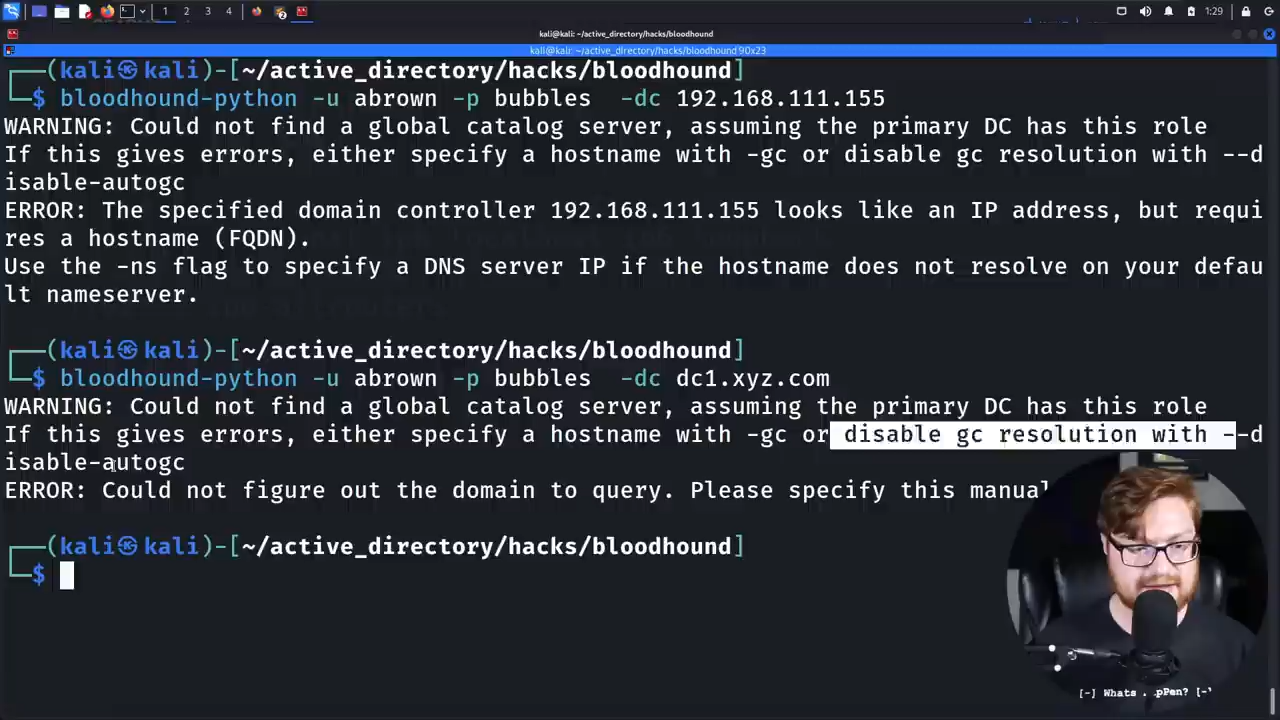 1 2 3 4 2 1:29
kali@kali: ~/active_directory/hacks/bloodhound
kali@kali: ~/active_directory/hacks/bloodhound 90x23
┌──(kali㉿kali)-[~/active_directory/hacks/bloodhound]
└─$ bloodhound-python -u abrown -p bubbles  -dc 192.168.111.155
WARNING: Could not find a global catalog server, assuming the primary DC has this role
If this gives errors, either specify a hostname with -gc or disable gc resolution with --d
isable-autogc
ERROR: The specified domain controller 192.168.111.155 looks like an IP address, but requi
res a hostname (FQDN).
Use the -ns flag to specify a DNS server IP if the hostname does not resolve on your defau
lt nameserver.
┌──(kali㉿kali)-[~/active_directory/hacks/bloodhound]
└─$ bloodhound-python -u abrown -p bubbles  -dc dc1.xyz.com
WARNING: Could not find a global catalog server, assuming the primary DC has this role
If this gives errors, either specify a hostname with -gc or disable gc resolution with --d
isable-autogc
ERROR: Could not figure out the domain to query. Please specify this manual
┌──(kali㉿kali)-[~/active_directory/hacks/bloodhound]
└─$
[-] Whats